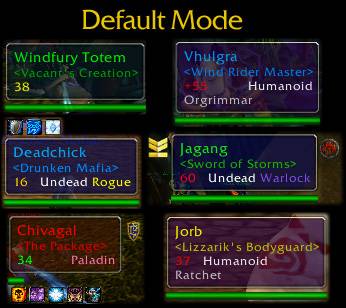 Default Mode
Windfury Totem
<Vacant's Creation>
38
Vhulgra
<Wind Rider Master>
+55 Humanoid
Orgrimmar
Deadchick
<Drunken Mafia>
16 Undead Rogue
Jagang
<Sword of Storms>
60 Undead Warlock
Chivagal
<The Package>
34 Paladin
Jorb
<Lizzarik's Bodyguard>
37 Humanoid
Ratchet